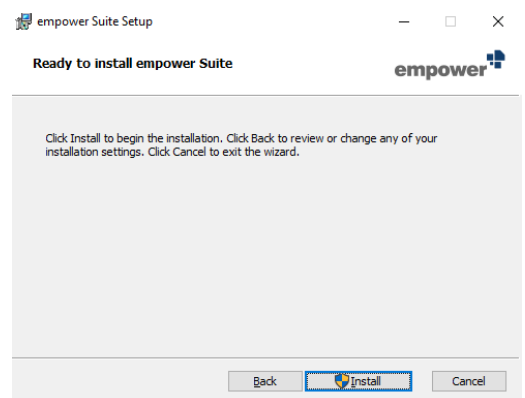 empower Suite Setup
Ready to install empower Suite
empower
Click Install to begin the installation. Click Back to review or change any of your
installation settings. Click Cancel to exit the wizard.
Back
Install
Cancel